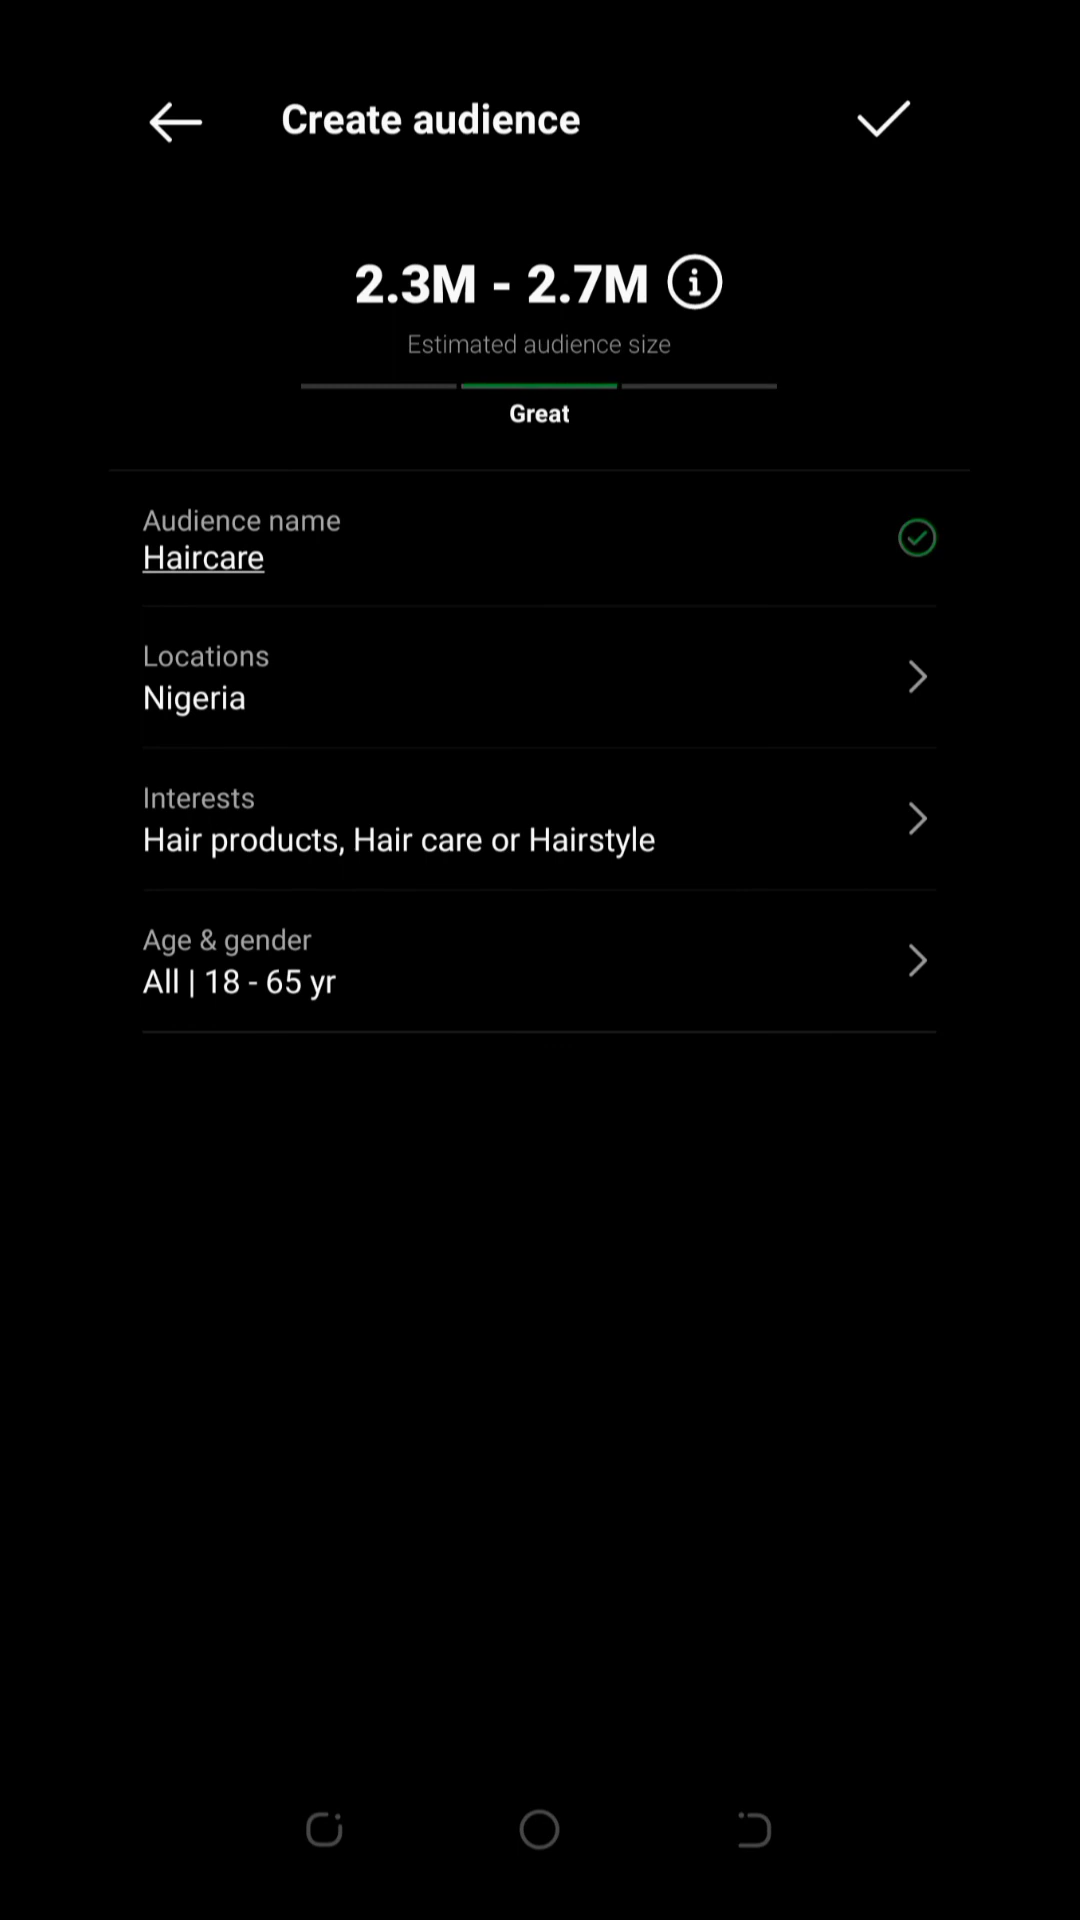 Create audience
2.3M - 2.7M
Estimated audience size
Great
Audience name
Haircare
Locations
Nigeria
Interests
Hair products, Hair care or Hairstyle
Age & gender
All | 18 - 65 yr